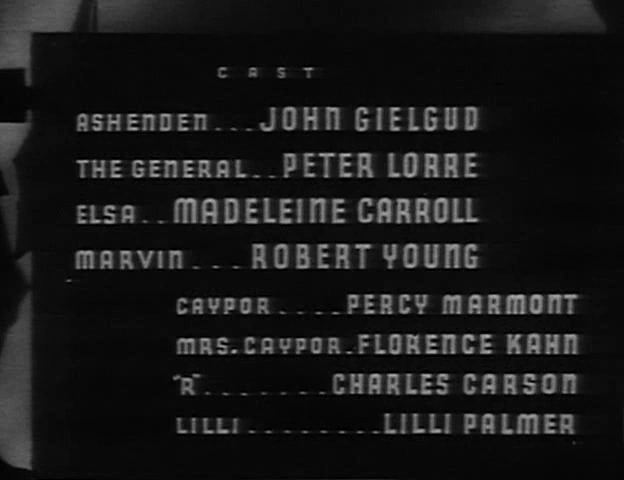 CAST
ASHENDEN...JOHN GIELGUD
THE GENERAL..PETER LORRE
ELSA..MADELEINE CARROLL
MARVIN....ROBERT YOUNG
CAYPOR.....PERCY MARMONT
MRS.CAYPOR.FLORENCE KAHN
"R"........CHARLES CARSON
LILLI.........LILLI PALMER